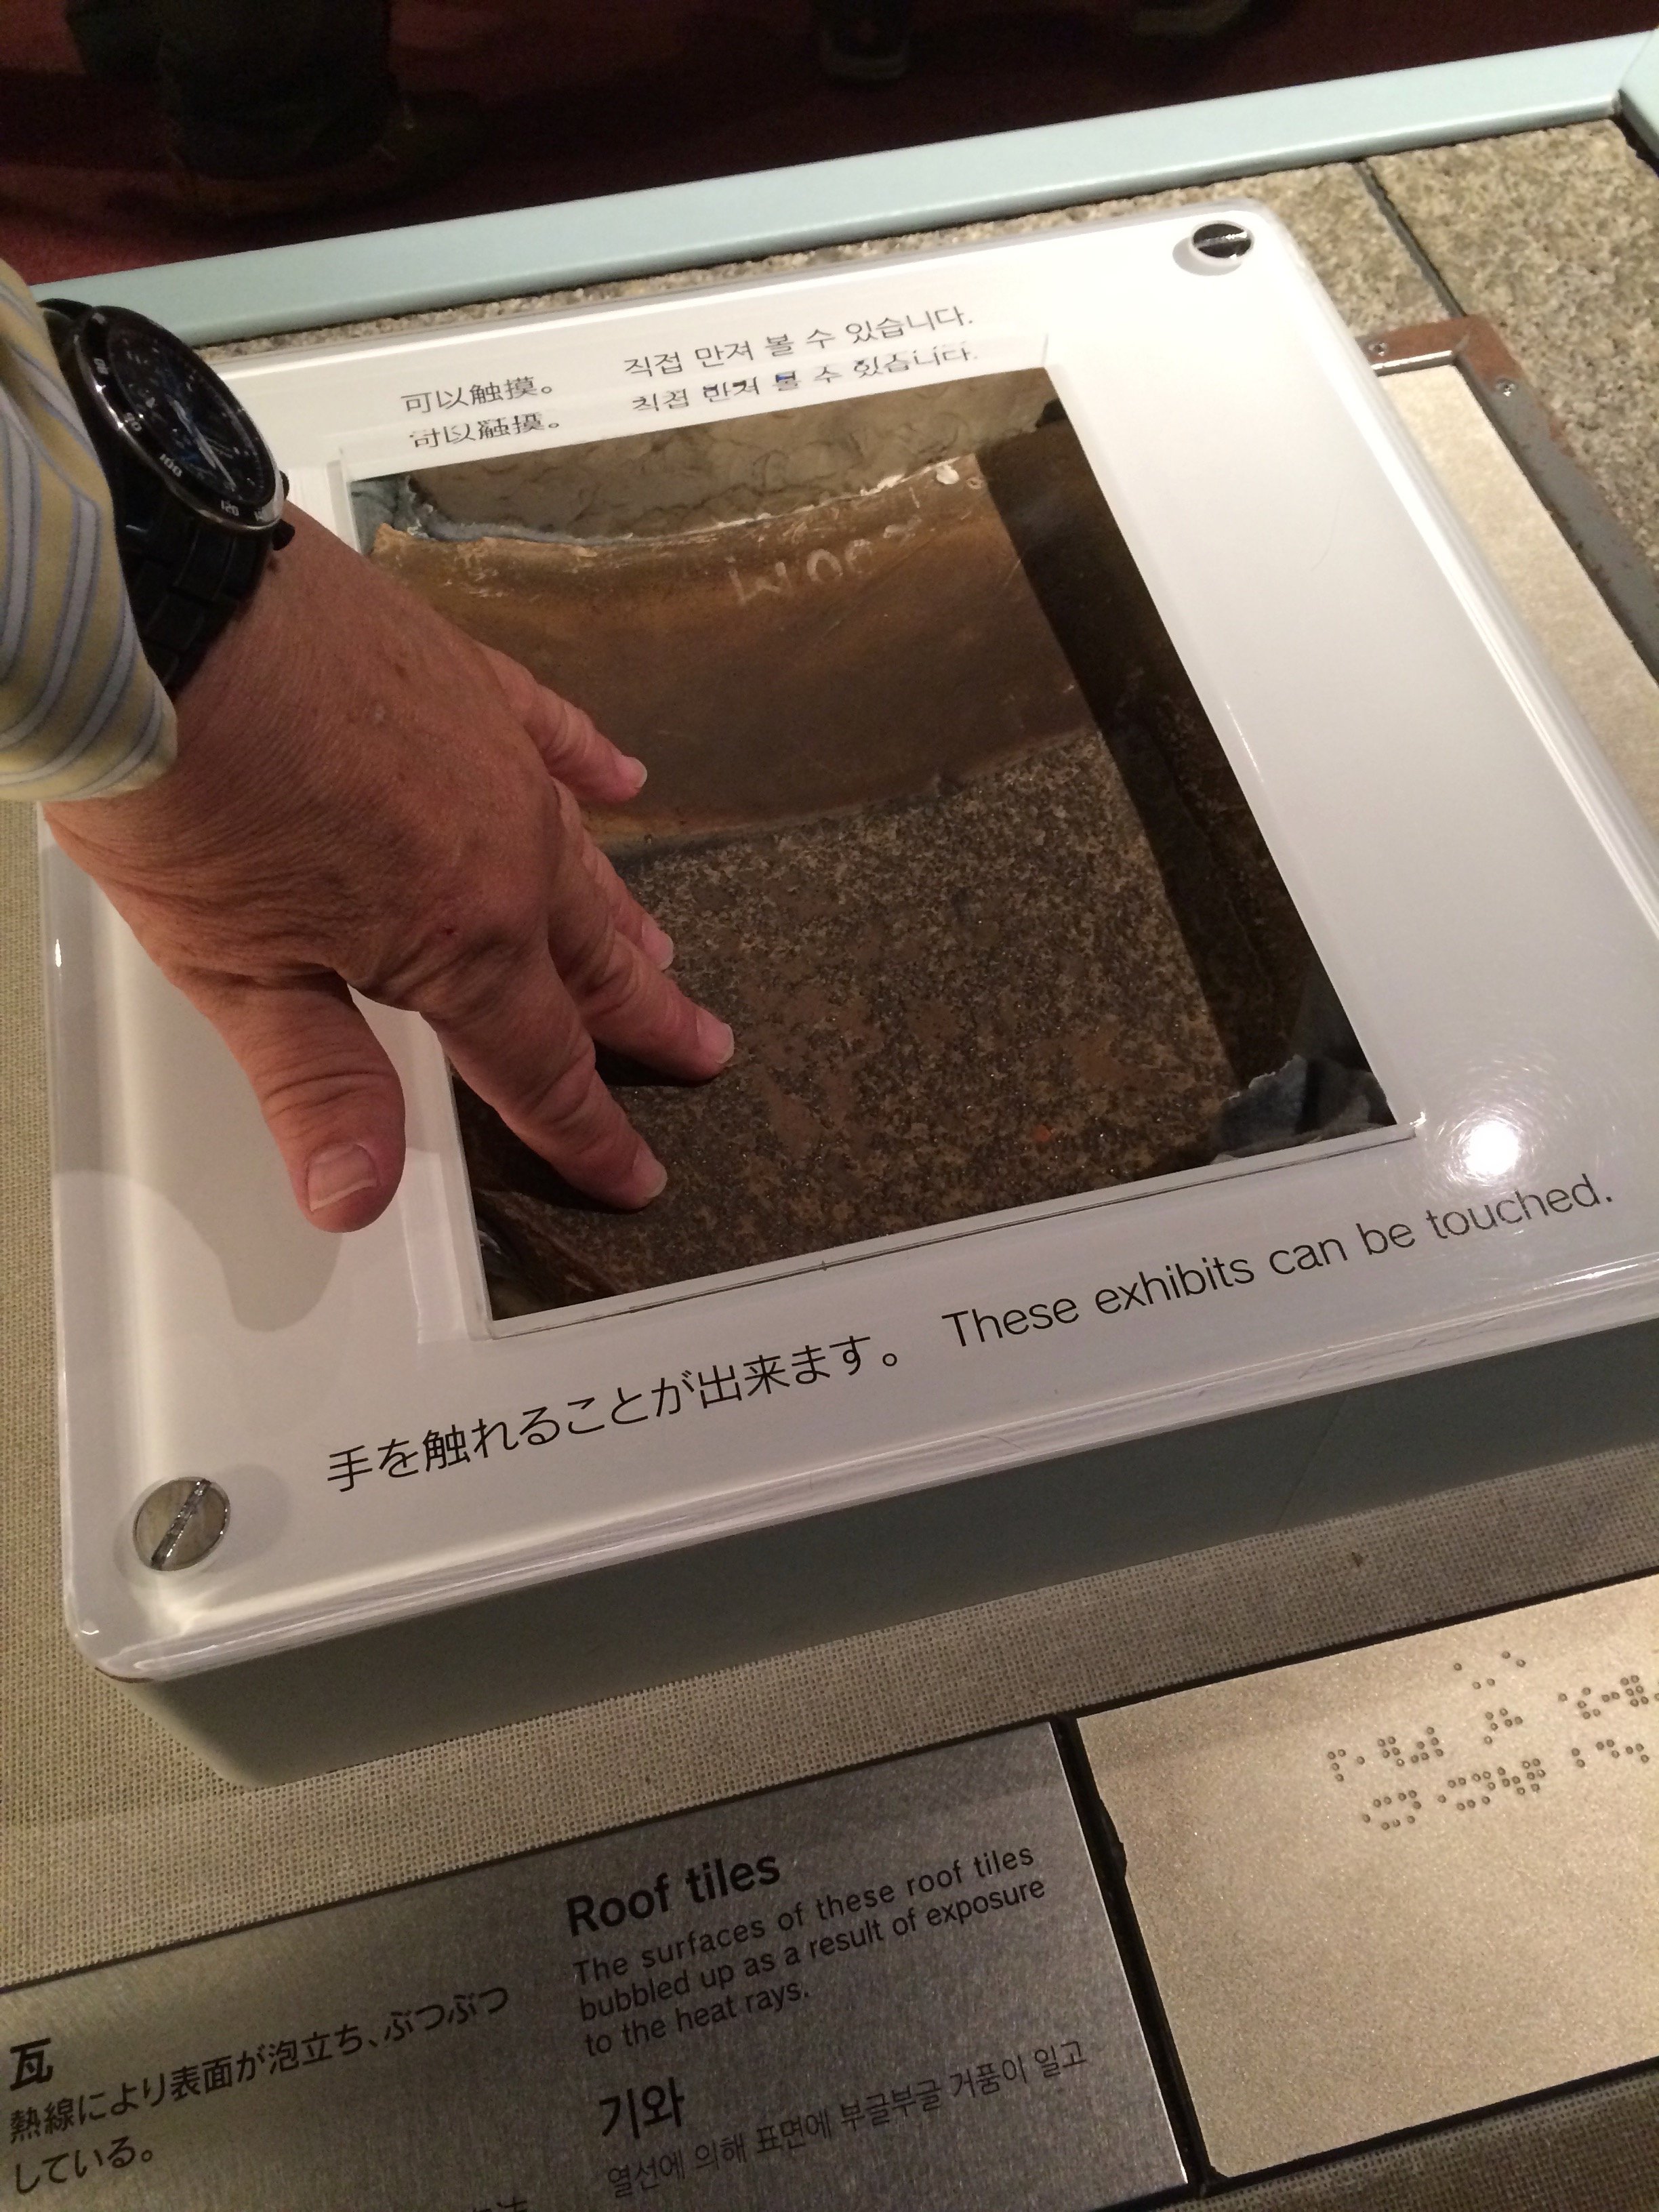 可以触摸。 직접 만져 볼 수 있습니다.
手を触れることが出来ます。 These exhibits can be touched.
瓦
熱線により表面が泡立ち、ぶつぶつ
している。
Roof tiles
The surfaces of these roof tiles
bubbled up as a result of exposure
to the heat rays.
기와
열선에 의해 표면에 부글부글 거품이 일고
100
120